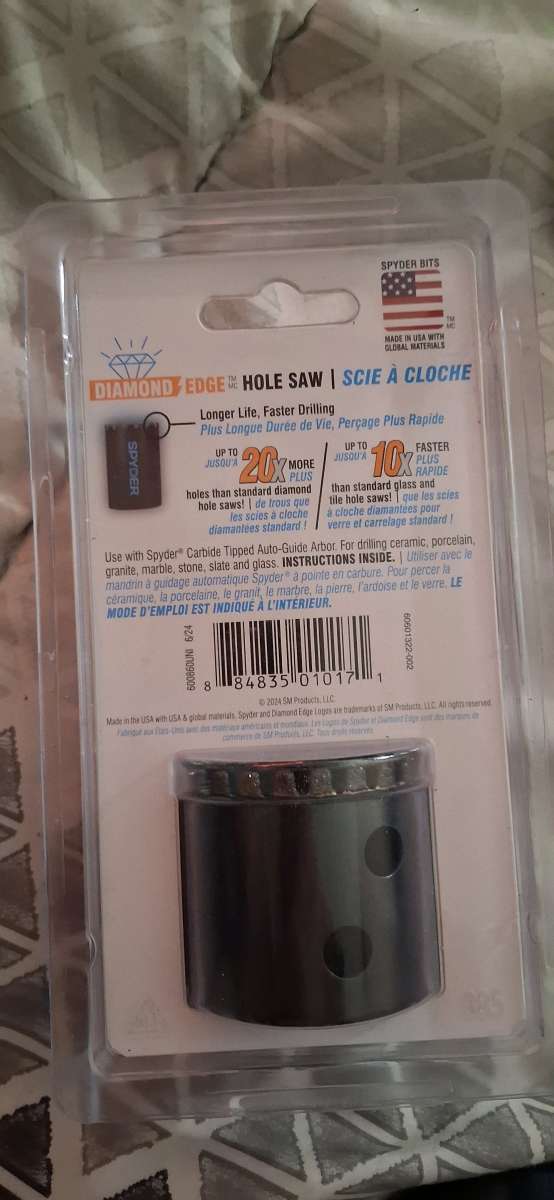 SPYDER BITS
TM
MC
MADE IN USA WITH
GLOBAL MATERIALS
DIAMOND EDGE TM MC HOLE SAW | SCIE À CLOCHE
Longer Life, Faster Drilling
Plus Longue Durée de Vie, Perçage Plus Rapide
SPYDER
UP TO
JUSQU'À
20X MORE
PLUS
holes than standard diamond
hole saws! | de trous que
les scies à cloche
diamantées standard !
UP TO
JUSQU'À
10X FASTER
PLUS
RAPIDE
than standard glass and
tile hole saws! | que les scies
à cloche diamantées pour
verre et carrelage standard !
Use with Spyder® Carbide Tipped Auto-Guide Arbor. For drilling ceramic, porcelain,
granite, marble, stone, slate and glass. INSTRUCTIONS INSIDE. | Utiliser avec le
mandrin à guidage automatique Spyder® à pointe en carbure. Pour percer la
céramique, la porcelaine, le granit, le marbre, la pierre, l'ardoise et le verre. LE
MODE D'EMPLOI EST INDIQUÉ À L'INTÉRIEUR.
600860UNI 6/24
8 84835 01017 1
60601322-002
© 2024 SM Products, LLC.
Made in the USA with USA & global materials. Spyder and Diamond Edge Logos are trademarks of SM Products, LLC. All rights reserved.
Fabriqué aux États-Unis avec des matériaux américains et mondiaux. Les Logos de Spyder et Diamond Edge sont des marques de
commerce de SM Products, LLC. Tous droits réservés.